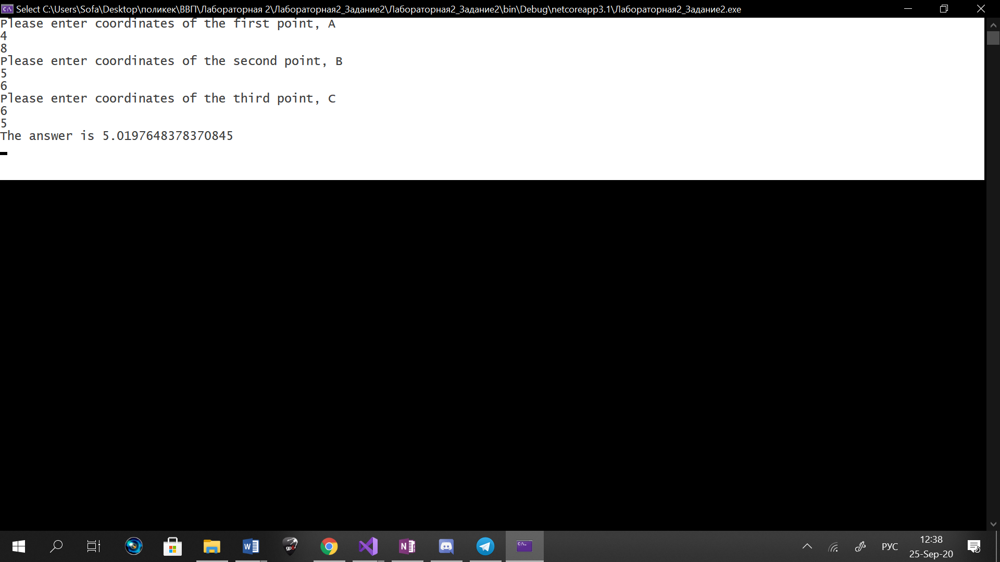 Select C:\Users\Sofa\Desktop\поликек\ВВП\Лабораторная 2\Лабораторная2_Задание2\Лабораторная2_Задание2\bin\Debug\netcoreapp3.1\Лабораторная2_Задание2.exe
Please enter coordinates of the first point, A
4
8
Please enter coordinates of the second point, B
5
6
Please enter coordinates of the third point, C
6
5
The answer is 5.0197648378370845
gp6
РУС
12:38
25-Sep-20